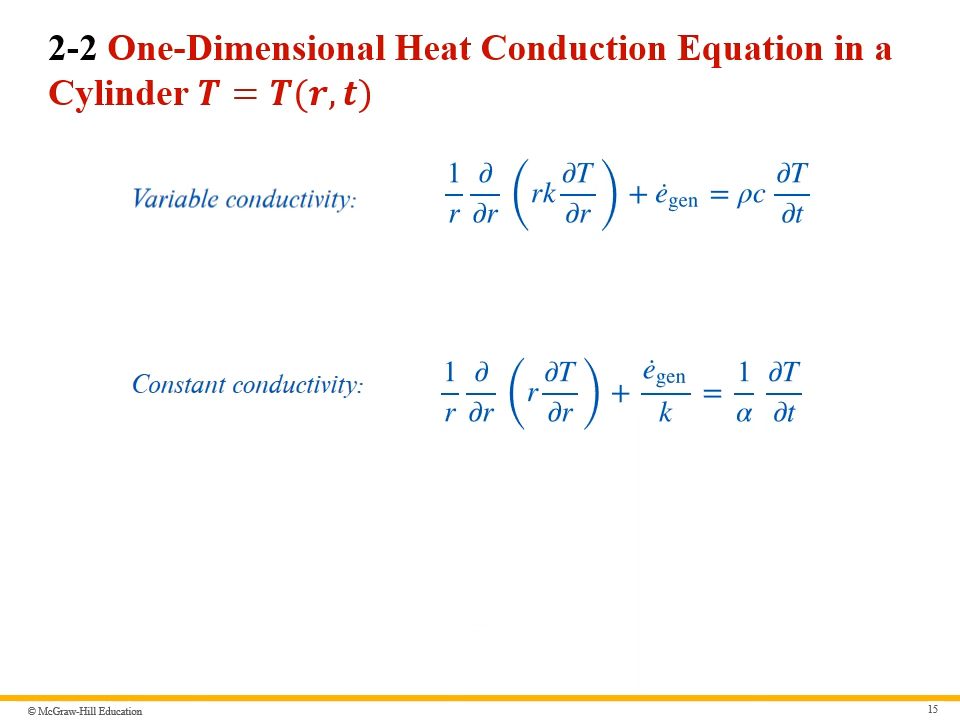 2-2 One-Dimensional Heat Conduction Equation in a
Cylinder 𝑻 = 𝑻(𝒓, 𝒕)
Variable conductivity: 1/r ∂/∂r (rk ∂T/∂r) + ė_gen = ρc ∂T/∂t
Constant conductivity: 1/r ∂/∂r (r ∂T/∂r) + ė_gen/k = 1/α ∂T/∂t
© McGraw-Hill Education
15